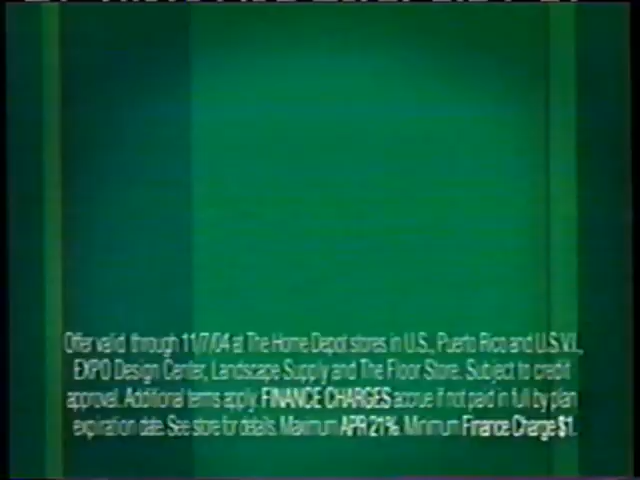 Offer valid through 11/7/04 at The Home Depot stores in U.S., Puerto Rico and U.S.V.I.,
EXPO Design Center, Landscape Supply and The Floor Store. Subject to credit
approval. Additional terms apply. FINANCE CHARGES accrue if not paid in full by plan
expiration date. See store for details. Maximum APR 21%. Minimum Finance Charge $1.